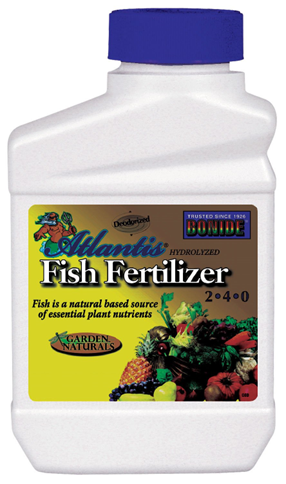 Deodorized
TRUSTED SINCE 1926
BONIDE
Atlantis®
HYDROLYZED
Fish Fertilizer
2•4•0
Fish is a natural based source
of essential plant nutrients
GARDEN
NATURALS